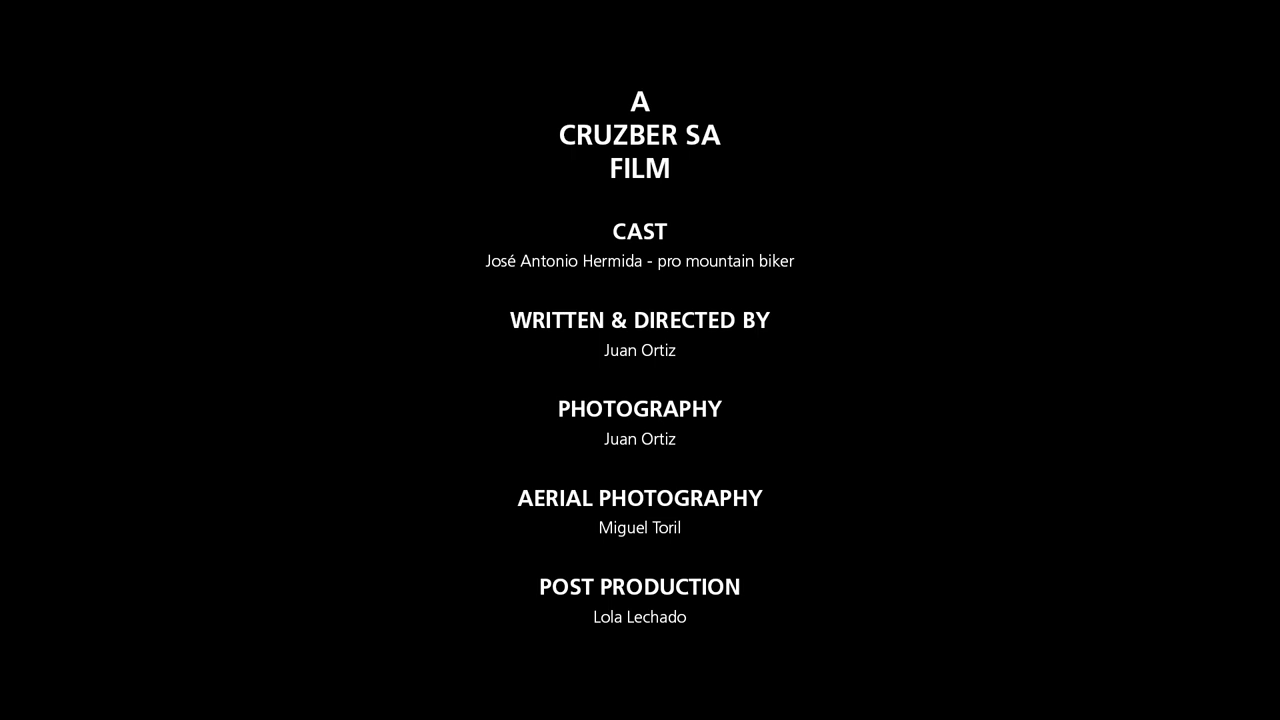 A
CRUZBER SA
FILM
CAST
José Antonio Hermida - pro mountain biker
WRITTEN & DIRECTED BY
Juan Ortiz
PHOTOGRAPHY
Juan Ortiz
AERIAL PHOTOGRAPHY
Miguel Toril
POST PRODUCTION
Lola Lechado